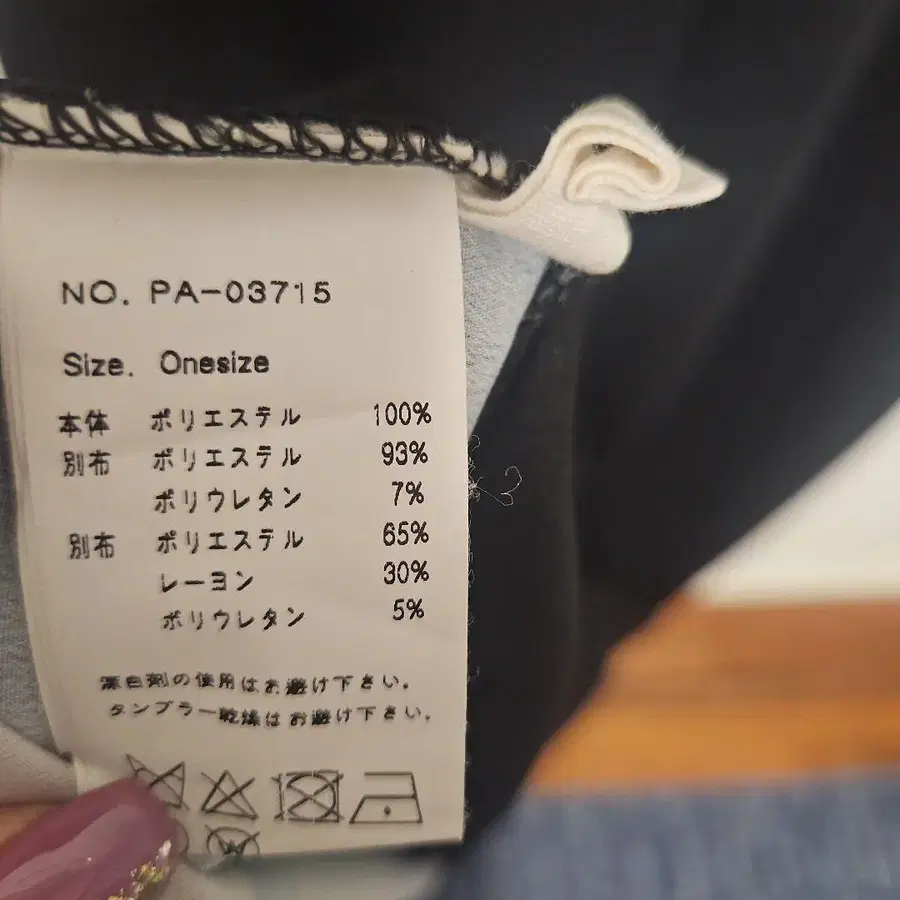 NO. PA-03715
Size. Onesize
本体 ポリエステル 100%
別布 ポリエステル 93%
ポリウレタン 7%
別布 ポリエステル 65%
レーヨン 30%
ポリウレタン 5%
漂白剤の使用はお避け下さい。
タンブラー乾燥はお避け下さい。